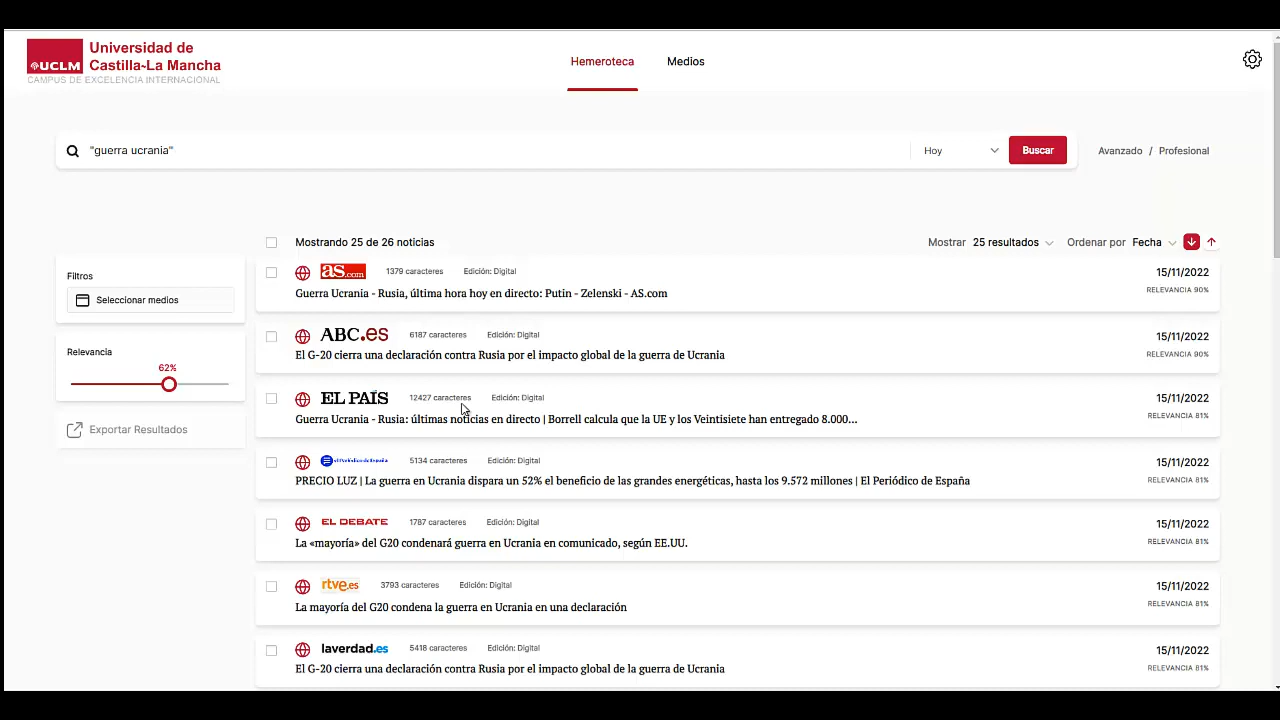 Universidad de
Castilla-La Mancha
UCLM
CAMPUS DE EXCELENCIA INTERNACIONAL
Hemeroteca
Medios
"guerra ucrania"
Hoy
Buscar
Avanzado / Profesional
Mostrando 25 de 26 noticias
Mostrar 25 resultados
Ordenar por Fecha
Filtros
Seleccionar medios
Relevancia
62%
Exportar Resultados
as.com 1379 caracteres Edición: Digital 15/11/2022
Guerra Ucrania - Rusia, última hora hoy en directo: Putin - Zelenski - AS.com RELEVANCIA 90%
ABC.es 6187 caracteres Edición: Digital 15/11/2022
El G-20 cierra una declaración contra Rusia por el impacto global de la guerra de Ucrania RELEVANCIA 90%
EL PAÍS 12427 caracteres Edición: Digital 15/11/2022
Guerra Ucrania - Rusia: últimas noticias en directo | Borrell calcula que la UE y los Veintisiete han entregado 8.000... RELEVANCIA 81%
elPeriódico de España 5134 caracteres Edición: Digital 15/11/2022
PRECIO LUZ | La guerra en Ucrania dispara un 52% el beneficio de las grandes energéticas, hasta los 9.572 millones | El Periódico de España RELEVANCIA 81%
EL DEBATE 1787 caracteres Edición: Digital 15/11/2022
La «mayoría» del G20 condenará guerra en Ucrania en comunicado, según EE.UU. RELEVANCIA 81%
rtve.es 3793 caracteres Edición: Digital 15/11/2022
La mayoría del G20 condena la guerra en Ucrania en una declaración RELEVANCIA 81%
laverdad.es 5418 caracteres Edición: Digital 15/11/2022
El G-20 cierra una declaración contra Rusia por el impacto global de la guerra de Ucrania RELEVANCIA 81%